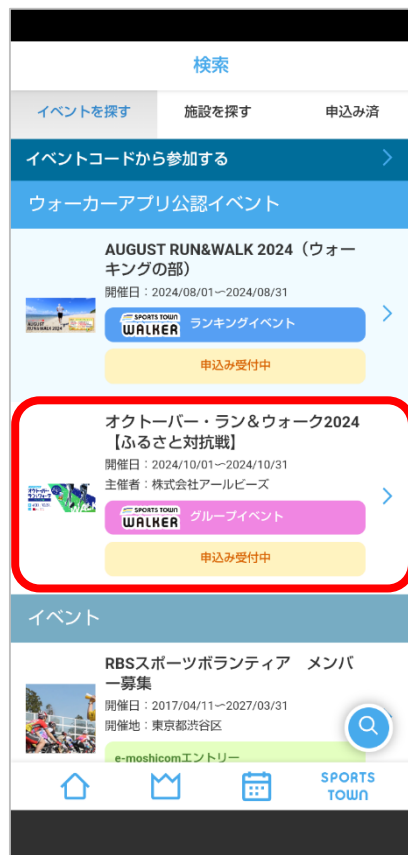 検索
イベントを探す
施設を探す
申込み済
イベントコードから参加する
ウォーカーアプリ公認イベント
AUGUST RUN&WALK 2024（ウォー
キングの部）
開催日：2024/08/01〜2024/08/31
SPORTS TOWN
WALKER ランキングイベント
申込み受付中
オクトーバー・ラン＆ウォーク2024
【ふるさと対抗戦】
開催日：2024/10/01〜2024/10/31
主催者：株式会社アールビーズ
SPORTS TOWN
WALKER グループイベント
申込み受付中
イベント
RBSスポーツボランティア　メンバ
ー募集
開催日：2017/04/11〜2027/03/31
開催地：東京都渋谷区
e-moshicomエントリー
SPORTS
TOWN